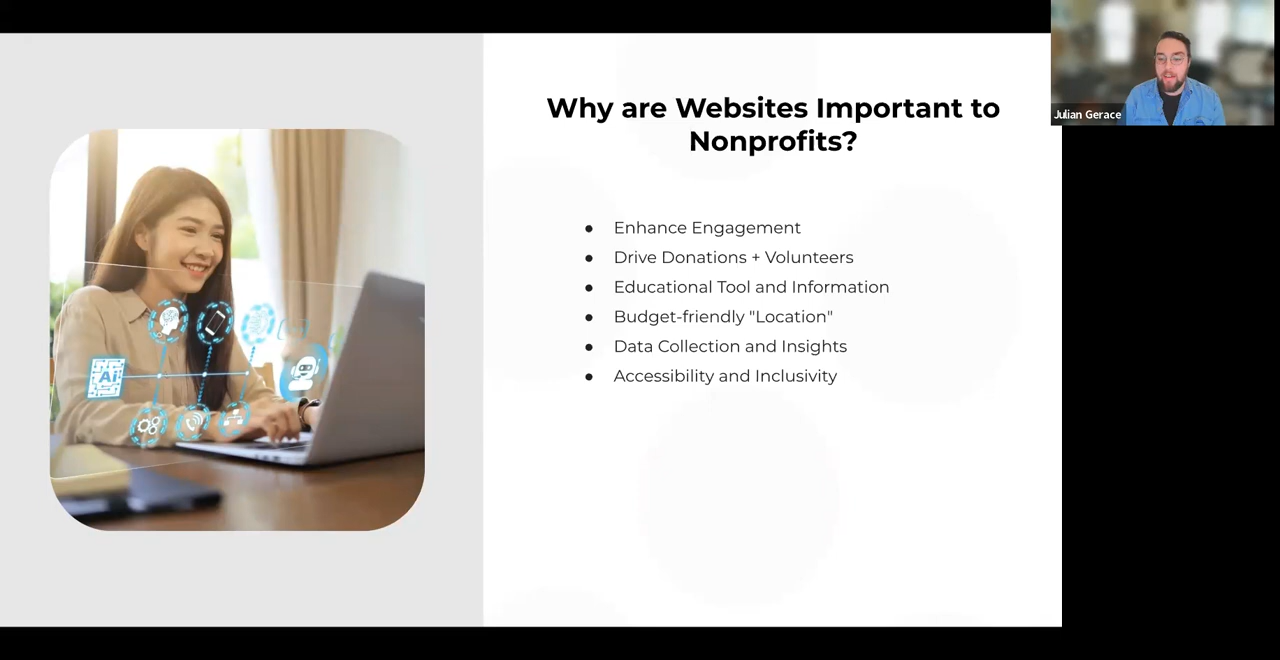 Why are Websites Important to
Nonprofits?
● Enhance Engagement
● Drive Donations + Volunteers
● Educational Tool and Information
● Budget-friendly "Location"
● Data Collection and Insights
● Accessibility and Inclusivity
Ai
Julian Gerace